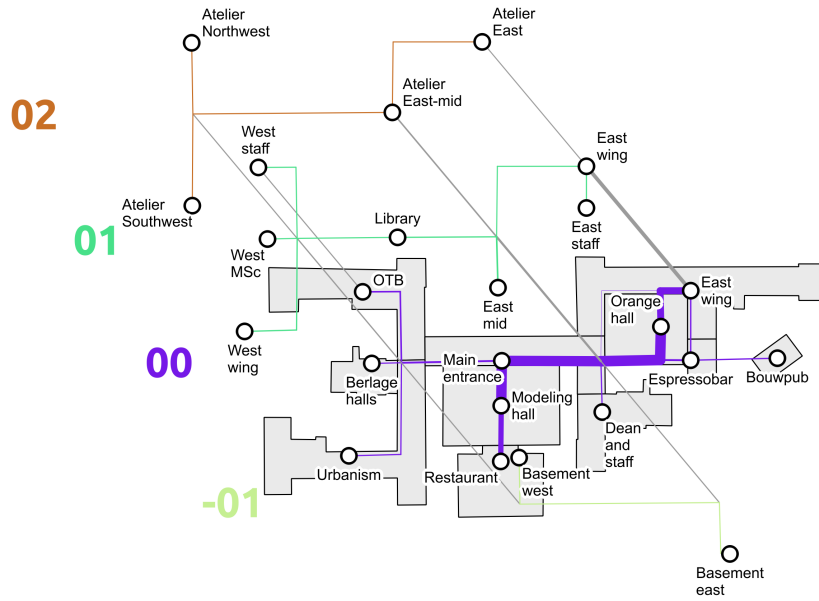 Atelier
Northwest
Atelier
East
02
Atelier
East-mid
West
staff
East
wing
Atelier
Southwest
01
Library
East
staff
West
MSc
OTB
East
mid
East
wing
Orange
hall
West
wing
00
Main
entrance
Berlage
halls
Espressobar
Bouwpub
Modeling
hall
Dean
and
staff
Urbanism
Restaurant
Basement
west
-01
Basement
east